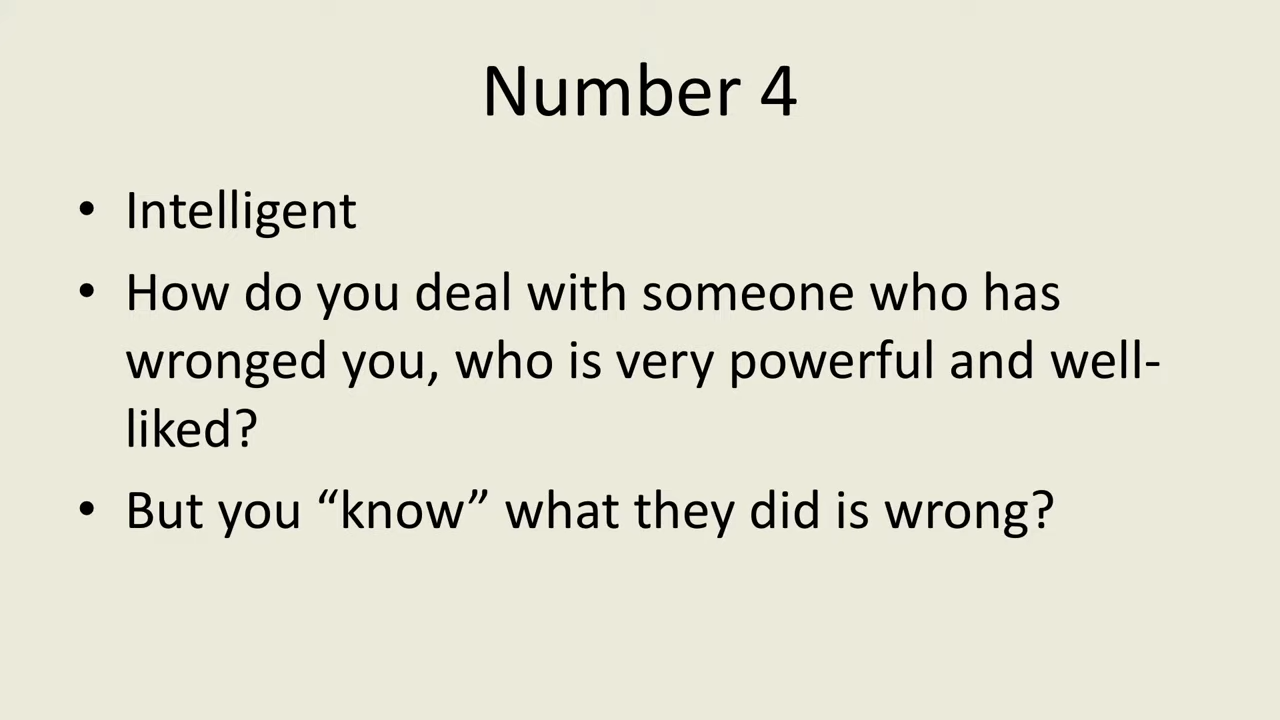 Number 4
• Intelligent
• How do you deal with someone who has
wronged you, who is very powerful and well-
liked?
• But you “know” what they did is wrong?